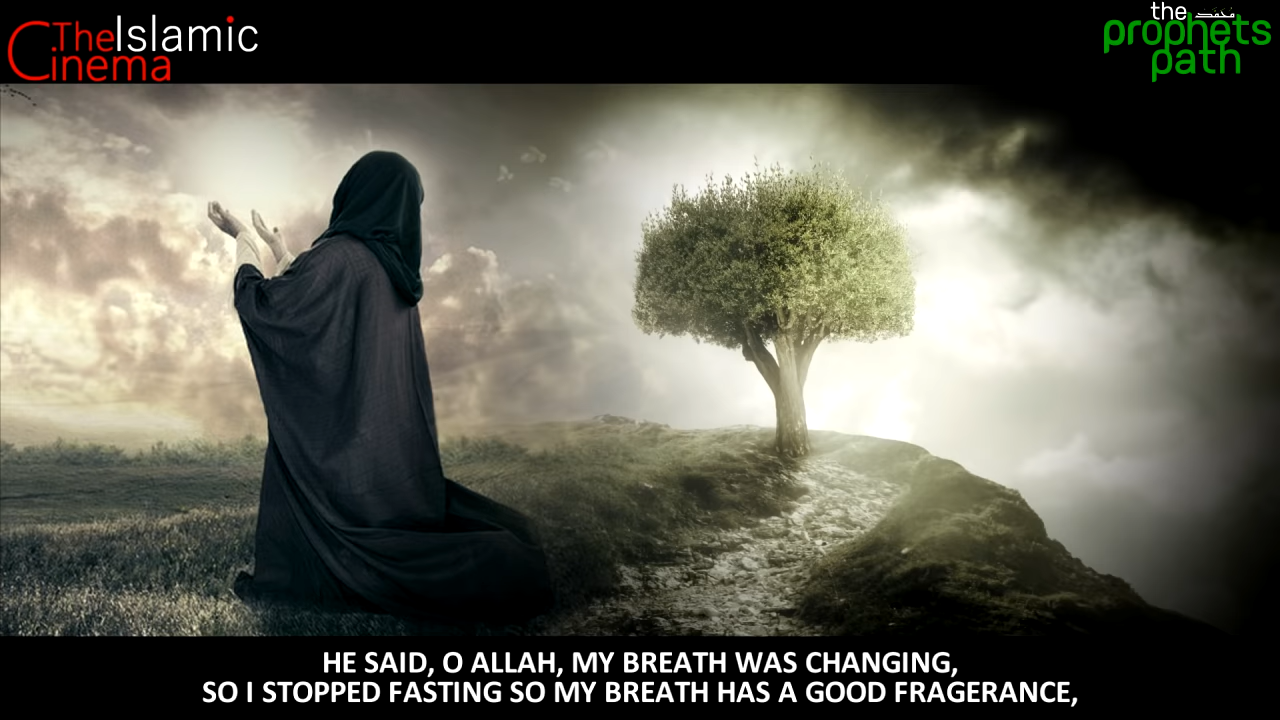 TheIslamic
Cinema
the محمد
prophets
path
HE SAID, O ALLAH, MY BREATH WAS CHANGING,
SO I STOPPED FASTING SO MY BREATH HAS A GOOD FRAGERANCE,